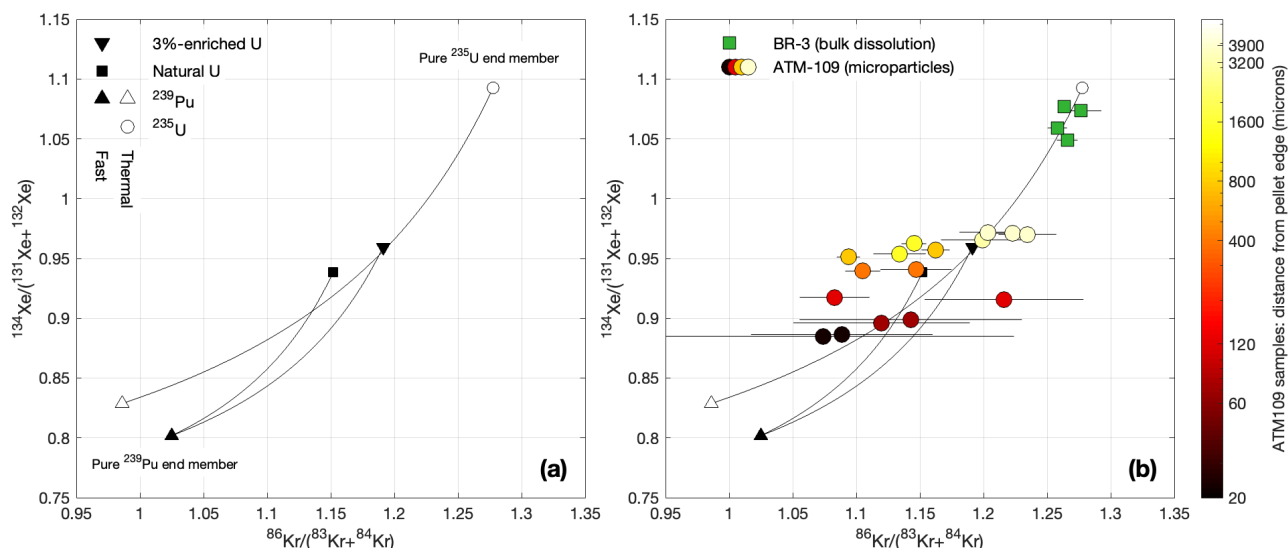 1.15
1.1
1.05
1
0.95
0.9
0.85
0.8
0.75
¹³⁴Xe/(¹³¹Xe+ ¹³²Xe)
3%-enriched U
Natural U
²³⁹Pu
²³⁵U
Thermal
Fast
Pure ²³⁵U end member
Pure ²³⁹Pu end member
(a)
0.95 1 1.05 1.1 1.15 1.2 1.25 1.3 1.35
⁸⁶Kr/(⁸³Kr+⁸⁴Kr)
1.15
1.1
1.05
1
0.95
0.9
0.85
0.8
0.75
¹³⁴Xe/(¹³¹Xe+ ¹³²Xe)
BR-3 (bulk dissolution)
ATM-109 (microparticles)
(b)
0.95 1 1.05 1.1 1.15 1.2 1.25 1.3 1.35
⁸⁶Kr/(⁸³Kr+⁸⁴Kr)
3900
3200
1600
800
400
120
60
20
ATM109 samples: distance from pellet edge (microns)